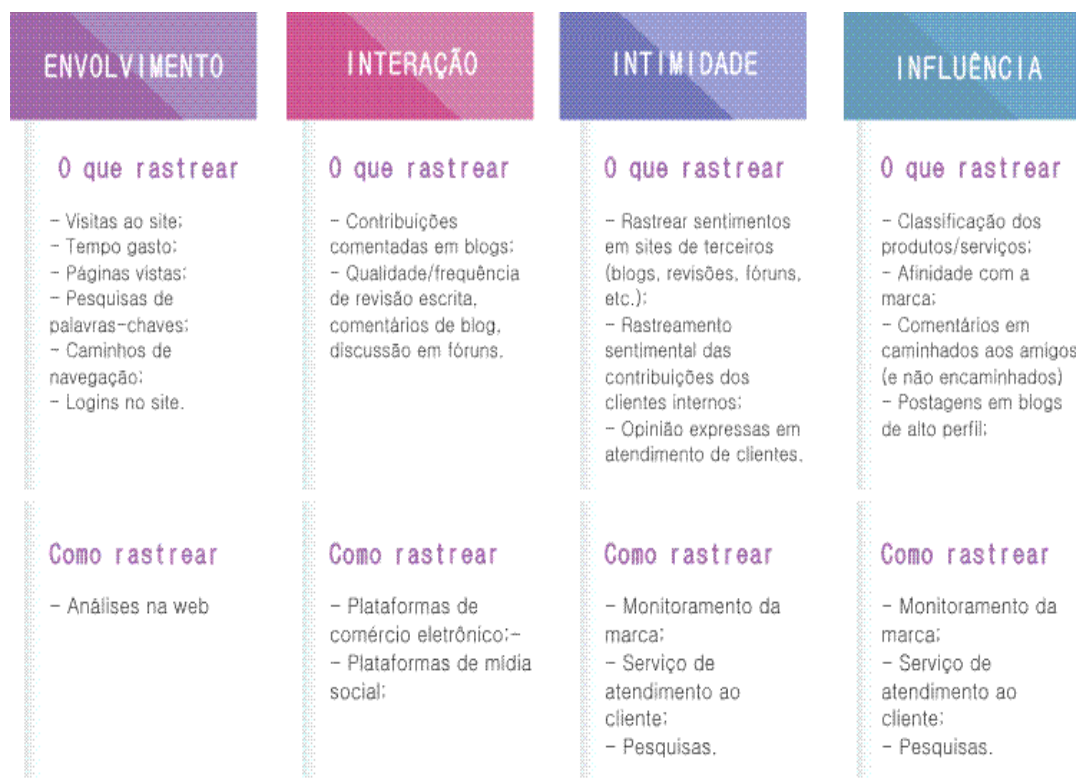 ENVOLVIMENTO
O que rastrear
- Visitas ao site;
- Tempo gasto;
- Páginas vistas;
- Pesquisas de
palavras-chaves;
- Caminhos de
navegação;
- Logins no site.
Como rastrear
- Análises na web
INTERAÇÃO
O que rastrear
- Contribuições
comentadas em blogs;
- Qualidade/frequência
de revisão escrita,
comentários de blog,
discussão em fóruns.
Como rastrear
- Plataformas de
comércio eletrônico;-
- Plataformas de mídia
social;
INTIMIDADE
O que rastrear
- Rastrear sentimentos
em sites de terceiros
(blogs, revisões, fóruns,
etc.);
- Rastreamento
sentimental das
contribuições dos
clientes internos;
- Opinião expressas em
atendimento de clientes.
Como rastrear
- Monitoramento da
marca;
- Serviço de
atendimento ao
cliente;
- Pesquisas.
INFLUÊNCIA
O que rastrear
- Classificação dos
produtos/serviços;
- Afinidade com a
marca;
- Comentários em
caminhados aos amigos
(e não encaminhados)
- Postagens em blogs
de alto perfil;
Como rastrear
- Monitoramento da
marca;
- Serviço de
atendimento ao
cliente;
- Pesquisas.